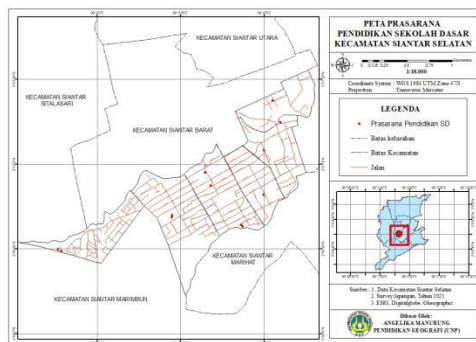 KECAMATAN SIANTAR UTARA
KECAMATAN SIANTAR
SITALASARI
KECAMATAN SIANTAR BARAT
KECAMATAN SIANTAR
MARIHAT
KECAMATAN SIANTAR MARIMBUN
PETA PRASARANA
PENDIDIKAN SEKOLAH DASAR
KECAMATAN SIANTAR SELATAN
Kilometers
1:18.000
Coordinate System : WGS 1984 UTM Zone 47N
Projection : Transverse Mercator
LEGENDA
Prasarana Pendidikan SD
Batas kelurahan
Batas Kecamatan
Jalan
Sumber : 1. Data Kecamatan Siantar Selatan
2. Survey lapangan, Tahun 2021
3. ESRI, Digitalglobe, Gheographic
Dibuat Oleh:
ANGELIKA MANURUNG
PENDIDIKAN GEOGRAFI (UNP)